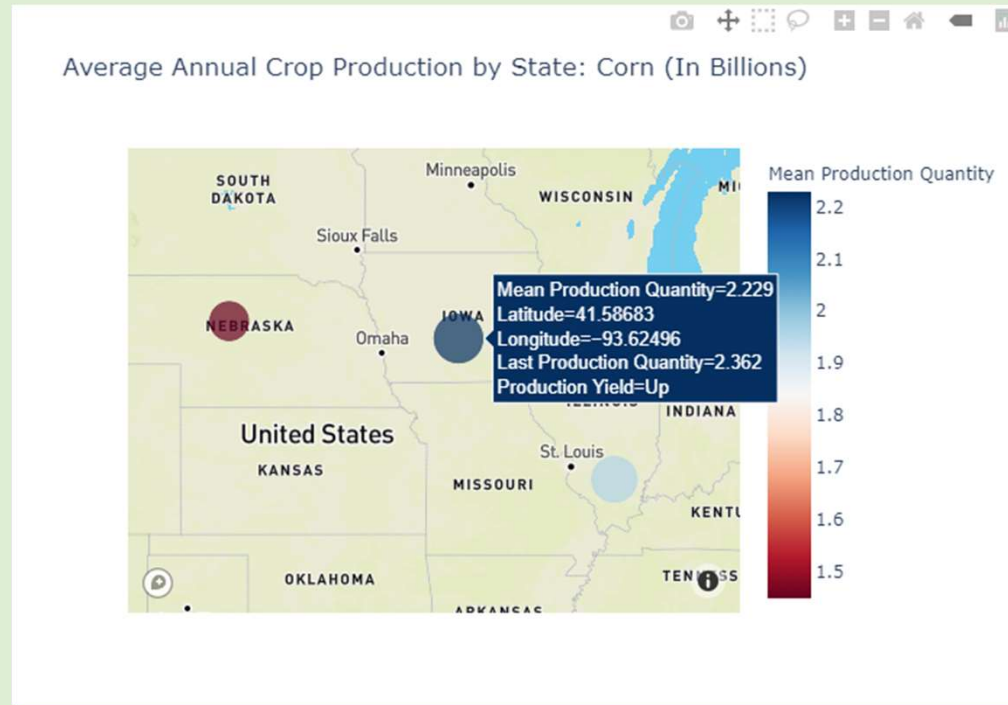 Average Annual Crop Production by State: Corn (In Billions)
Mean Production Quantity
2.2
2.1
2
1.9
1.8
1.7
1.6
1.5
Minneapolis
SOUTH
DAKOTA
WISCONSIN
Sioux Falls
IOWA
NEBRASKA
Omaha
Mean Production Quantity=2.229
Latitude=41.58683
Longitude=−93.62496
Last Production Quantity=2.362
Production Yield=Up
INDIANA
United States
St. Louis
KANSAS
MISSOURI
OKLAHOMA